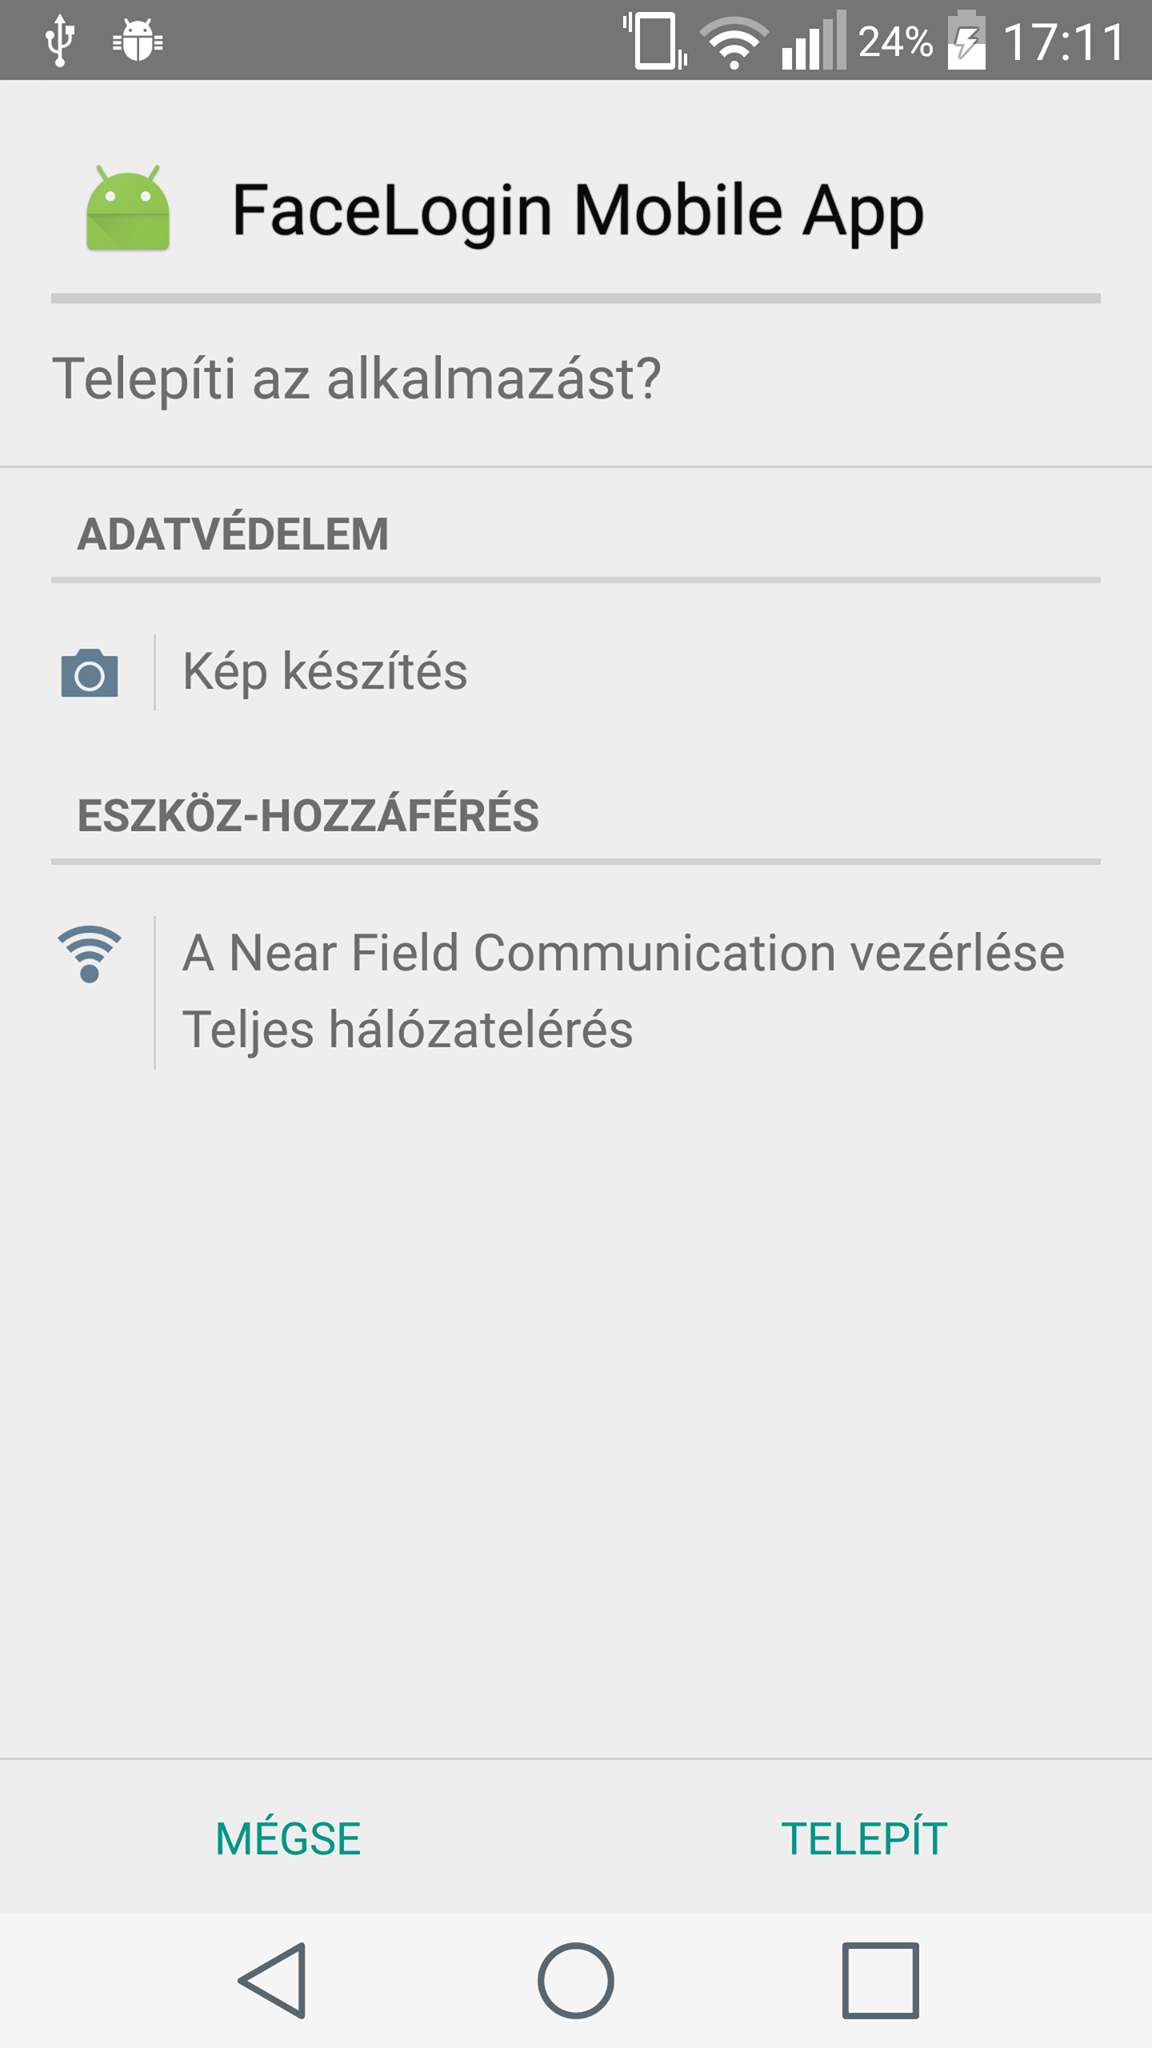 24% 17:11
FaceLogin Mobile App
Telepíti az alkalmazást?
ADATVÉDELEM
Kép készítés
ESZKÖZ-HOZZÁFÉRÉS
A Near Field Communication vezérlése
Teljes hálózatelérés
MÉGSE TELEPÍT